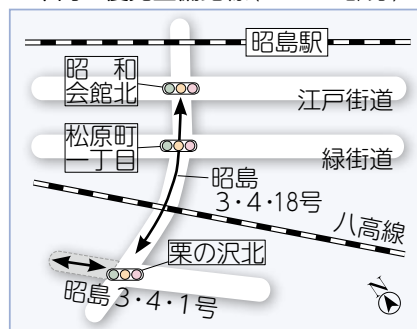 昭島駅
昭和
会館北
江戸街道
松原町
一丁目
緑街道
昭島
3・4・18号
八高線
栗の沢北
昭島3・4・1号
N